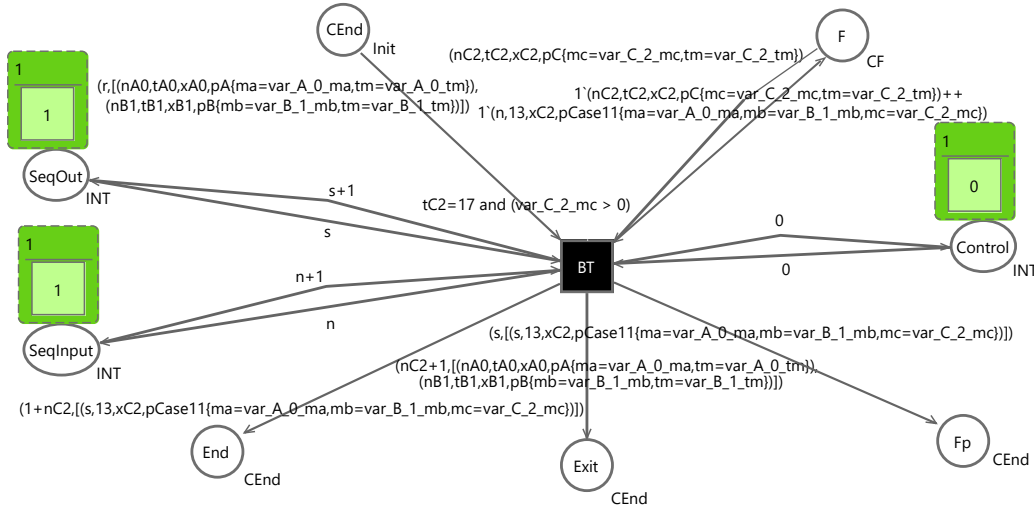 CEnd
Init
F
CF
(nC2,tC2,xC2,pC{mc=var_C_2_mc,tm=var_C_2_tm})
1
1
SeqOut
INT
(r,[(nA0,tA0,xA0,pA{ma=var_A_0_ma,tm=var_A_0_tm}),
(nB1,tB1,xB1,pB{mb=var_B_1_mb,tm=var_B_1_tm})])
1`(nC2,tC2,xC2,pC{mc=var_C_2_mc,tm=var_C_2_tm})++
1`(n,13,xC2,pCase11{ma=var_A_0_ma,mb=var_B_1_mb,mc=var_C_2_mc})
1
0
Control
INT
s+1
s
tC2=17 and (var_C_2_mc > 0)
0
0
BT
1
1
SeqInput
INT
n+1
n
(s,[(s,13,xC2,pCase11{ma=var_A_0_ma,mb=var_B_1_mb,mc=var_C_2_mc})])
(nC2+1,[(nA0,tA0,xA0,pA{ma=var_A_0_ma,tm=var_A_0_tm}),
(nB1,tB1,xB1,pB{mb=var_B_1_mb,tm=var_B_1_tm})])
(1+nC2,[(s,13,xC2,pCase11{ma=var_A_0_ma,mb=var_B_1_mb,mc=var_C_2_mc})])
End
CEnd
Exit
CEnd
Fp
CEnd